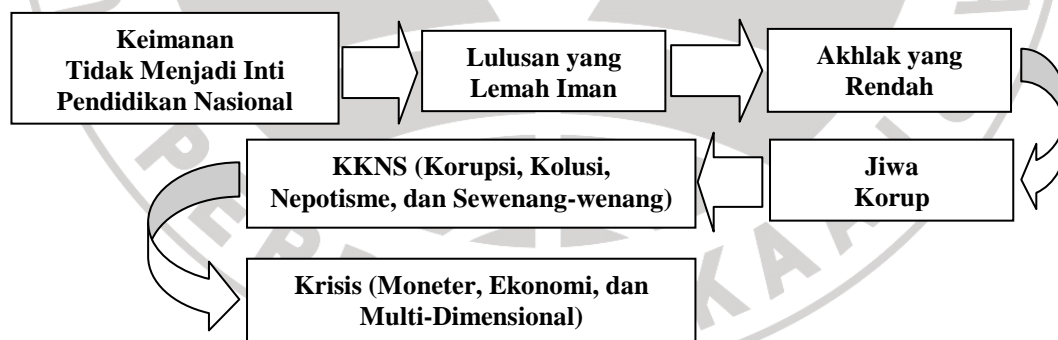 Keimanan
Tidak Menjadi Inti
Pendidikan Nasional
Lulusan yang
Lemah Iman
Akhlak yang
Rendah
Jiwa
Korup
KKNS (Korupsi, Kolusi,
Nepotisme, dan Sewenang-wenang)
Krisis (Moneter, Ekonomi, dan
Multi-Dimensional)